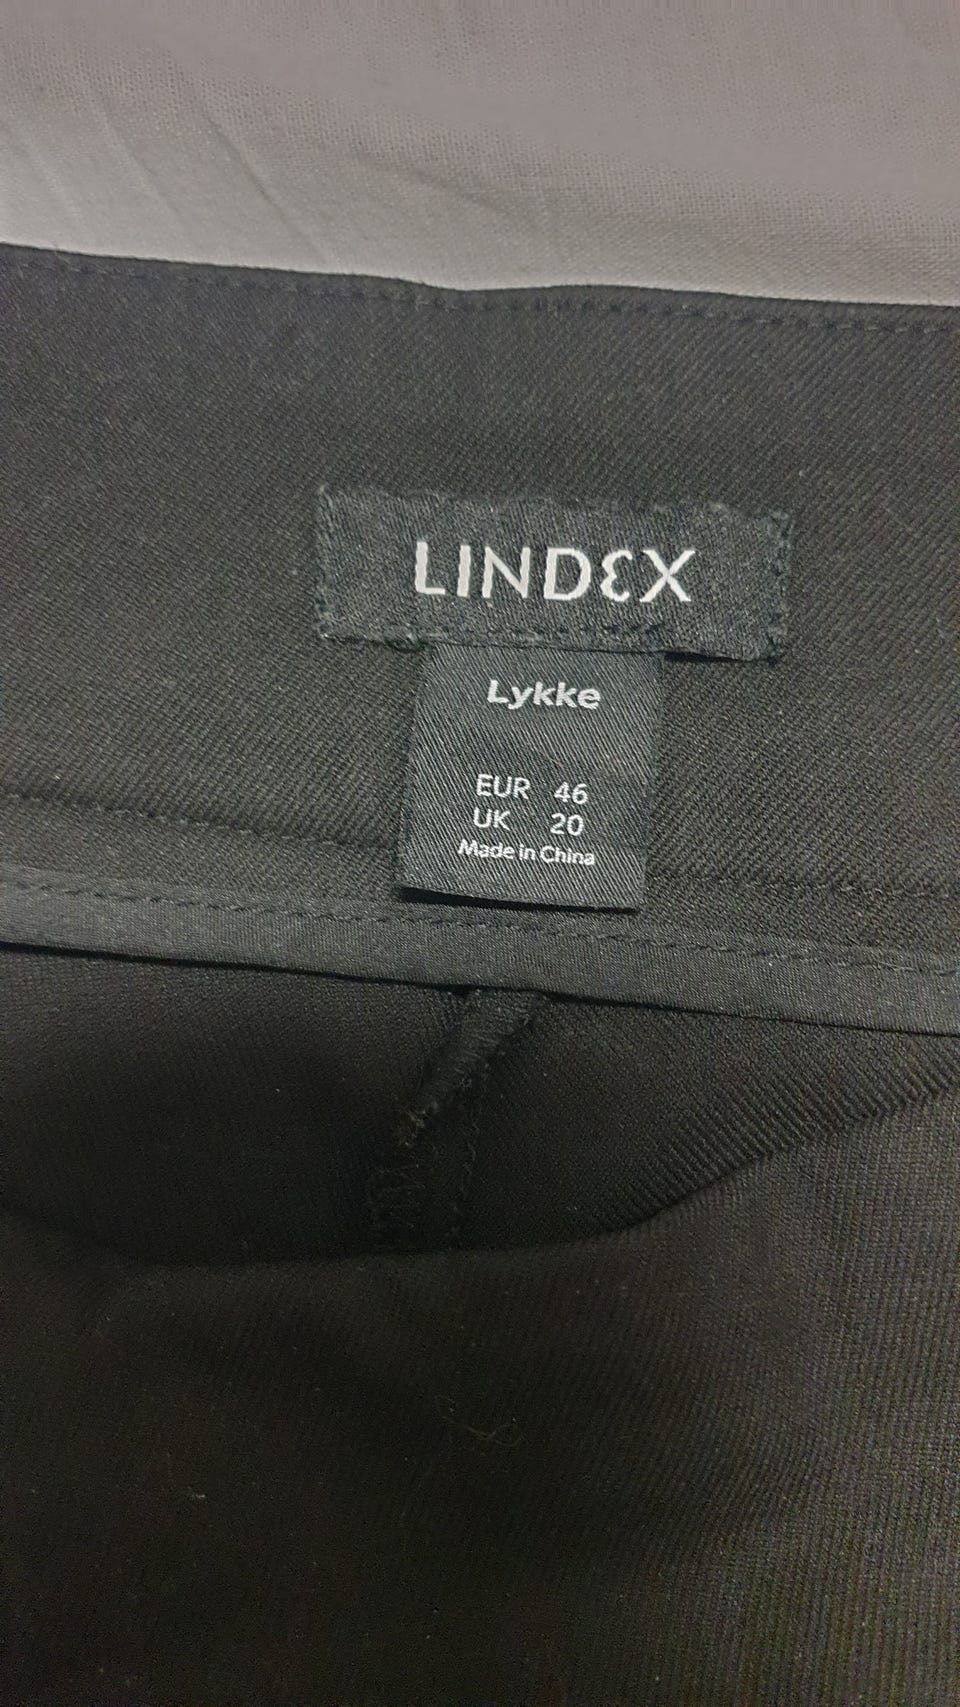 LINDEX
Lykke
EUR 46
UK 20
Made in China